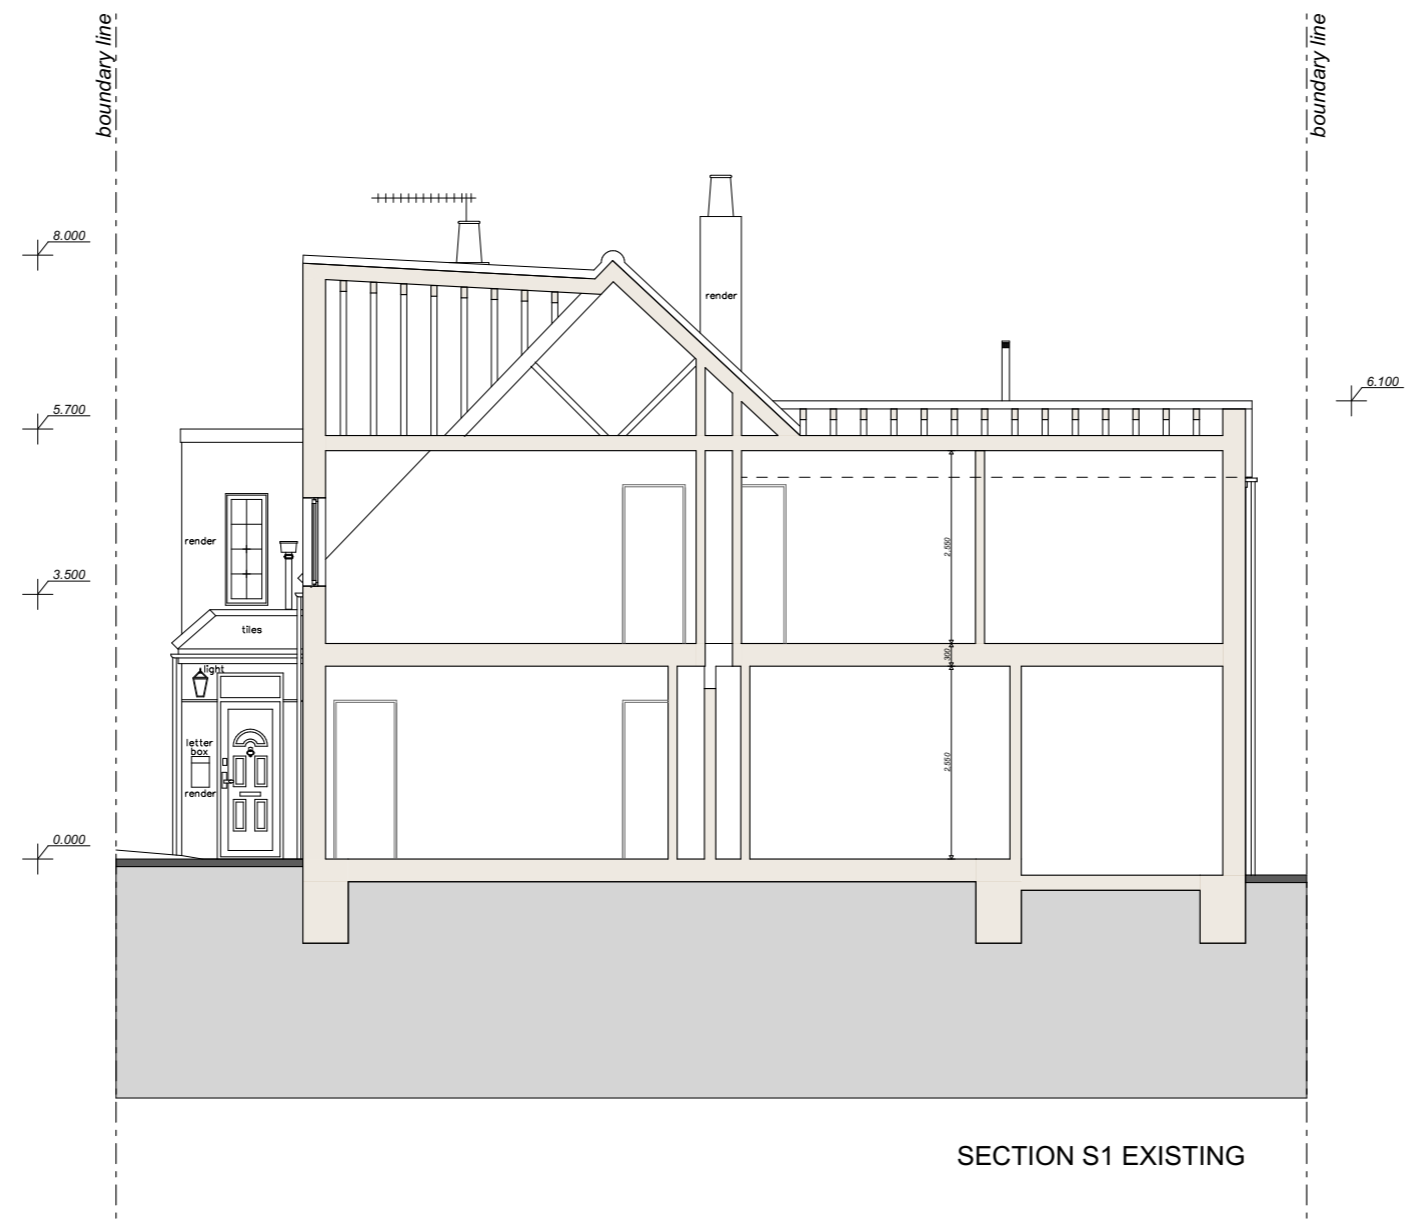 boundary line
boundary line
8.000
render
6.100
5.700
render
2.550
3.500
tiles
300
light
letter
box
2.550
render
0.000
SECTION S1 EXISTING